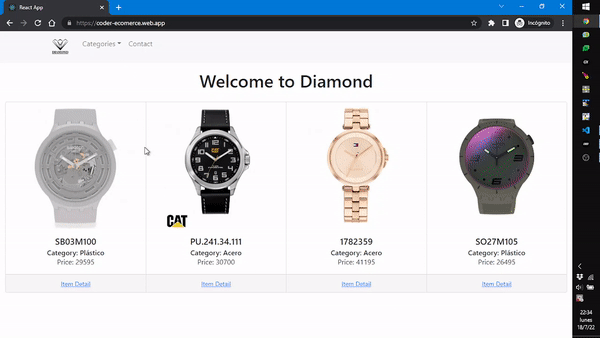 React App
https://coder-ecomerce.web.app
Incógnito
Categories
Contact
Welcome to Diamond
CAT
SB03M100
Category: Plástico
Price: 29595
Item Detail
PU.241.34.111
Category: Acero
Price: 30700
Item Detail
1782359
Category: Acero
Price: 41195
Item Detail
SO27M105
Category: Plástico
Price: 26495
Item Detail
22:34
lunes
18/7/22